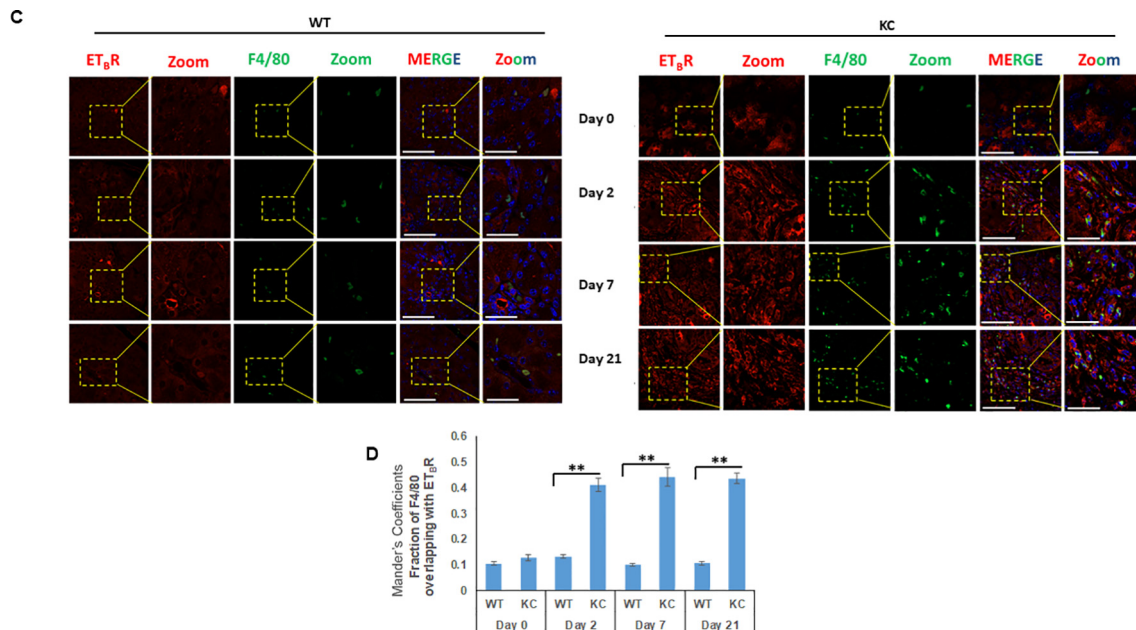 C
WT
KC
ET_BR Zoom F4/80 Zoom MERGE Zoom
ET_BR Zoom F4/80 Zoom MERGE Zoom
Day 0
Day 2
Day 7
Day 21
D
Mander's Coefficients
Fraction of F4/80
overlapping with ET_BR
0.6
0.5
0.4
0.3
0.2
0.1
0
** ** **
WT KC WT KC WT KC WT KC
Day 0 Day 2 Day 7 Day 21